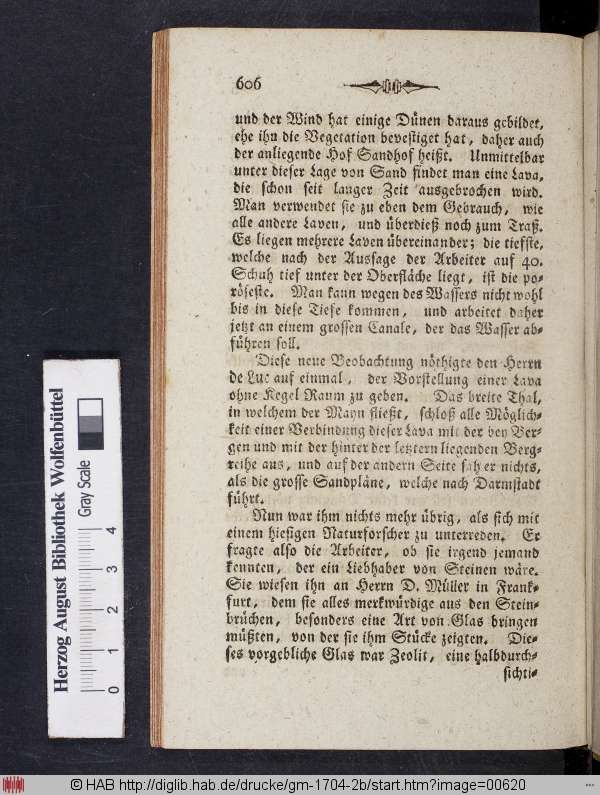 606
und der Wind hat einige Dünen daraus gebildet,
ehe ihn die Vegetation bevestiget hat, daher auch
der anliegende Hof Sandhof heißt. Unmittelbar
unter dieser Lage von Sand findet man eine Lava,
die schon seit langer Zeit ausgebrochen wird.
Man verwendet sie zu eben dem Gebrauch, wie
alle andere Laven, und überdieß noch zum Traß.
Es liegen mehrere Laven übereinander; die tiefste,
welche nach der Aussage der Arbeiter auf 40.
Schuh tief unter der Oberfläche liegt, ist die po-
röseste. Man kann wegen des Wassers nicht wohl
bis in diese Tiefe kommen, und arbeitet daher
jetzt an einem grossen Canale, der das Wasser ab-
führen soll.
Diese neue Beobachtung nöthigte den Herrn
de Luc auf einmal, der Vorstellung einer Lava
ohne Kegel Raum zu geben. Das breite Thal,
in welchem der Mayn fließt, schloß alle Möglich-
keit einer Verbindung dieser Lava mit der bey Ber-
gen und mit der hinter der letztern liegenden Berg-
reihe aus, und auf der andern Seite sah er nichts,
als die grosse Sandpläne, welche nach Darmstadt
führt.
Nun war ihm nichts mehr übrig, als sich mit
einem hiesigen Naturforscher zu unterreden. Er
fragte also die Arbeiter, ob sie irgend jemand
kennten, der ein Liebhaber von Steinen wäre.
Sie wiesen ihn an Herrn D. Müller in Frank-
furt, dem sie alles merkwürdige aus den Stein-
brüchen, besonders eine Art von Glas bringen
müßten, von der sie ihm Stücke zeigten. Die-
ses vorgebliche Glas war Zeolit, eine halbdurch-
sichti-
Herzog August Bibliothek Wolfenbüttel
Gray Scale
0 1 2 3 4
© HAB http://diglib.hab.de/drucke/gm-1704-2b/start.htm?image=00620